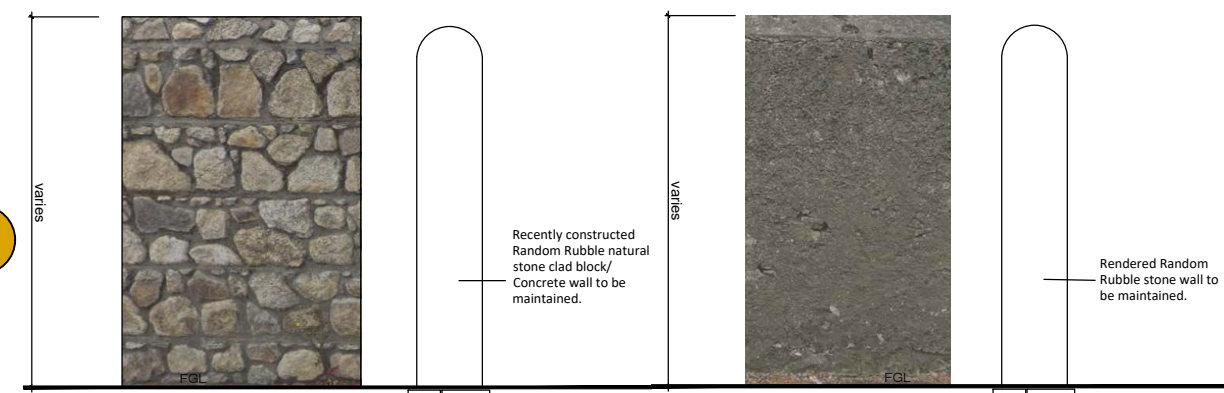 varies
Recently constructed
Random Rubble natural
stone clad block/
Concrete wall to be
maintained.
FGL
varies
Rendered Random
Rubble stone wall to
be maintained.
FGL